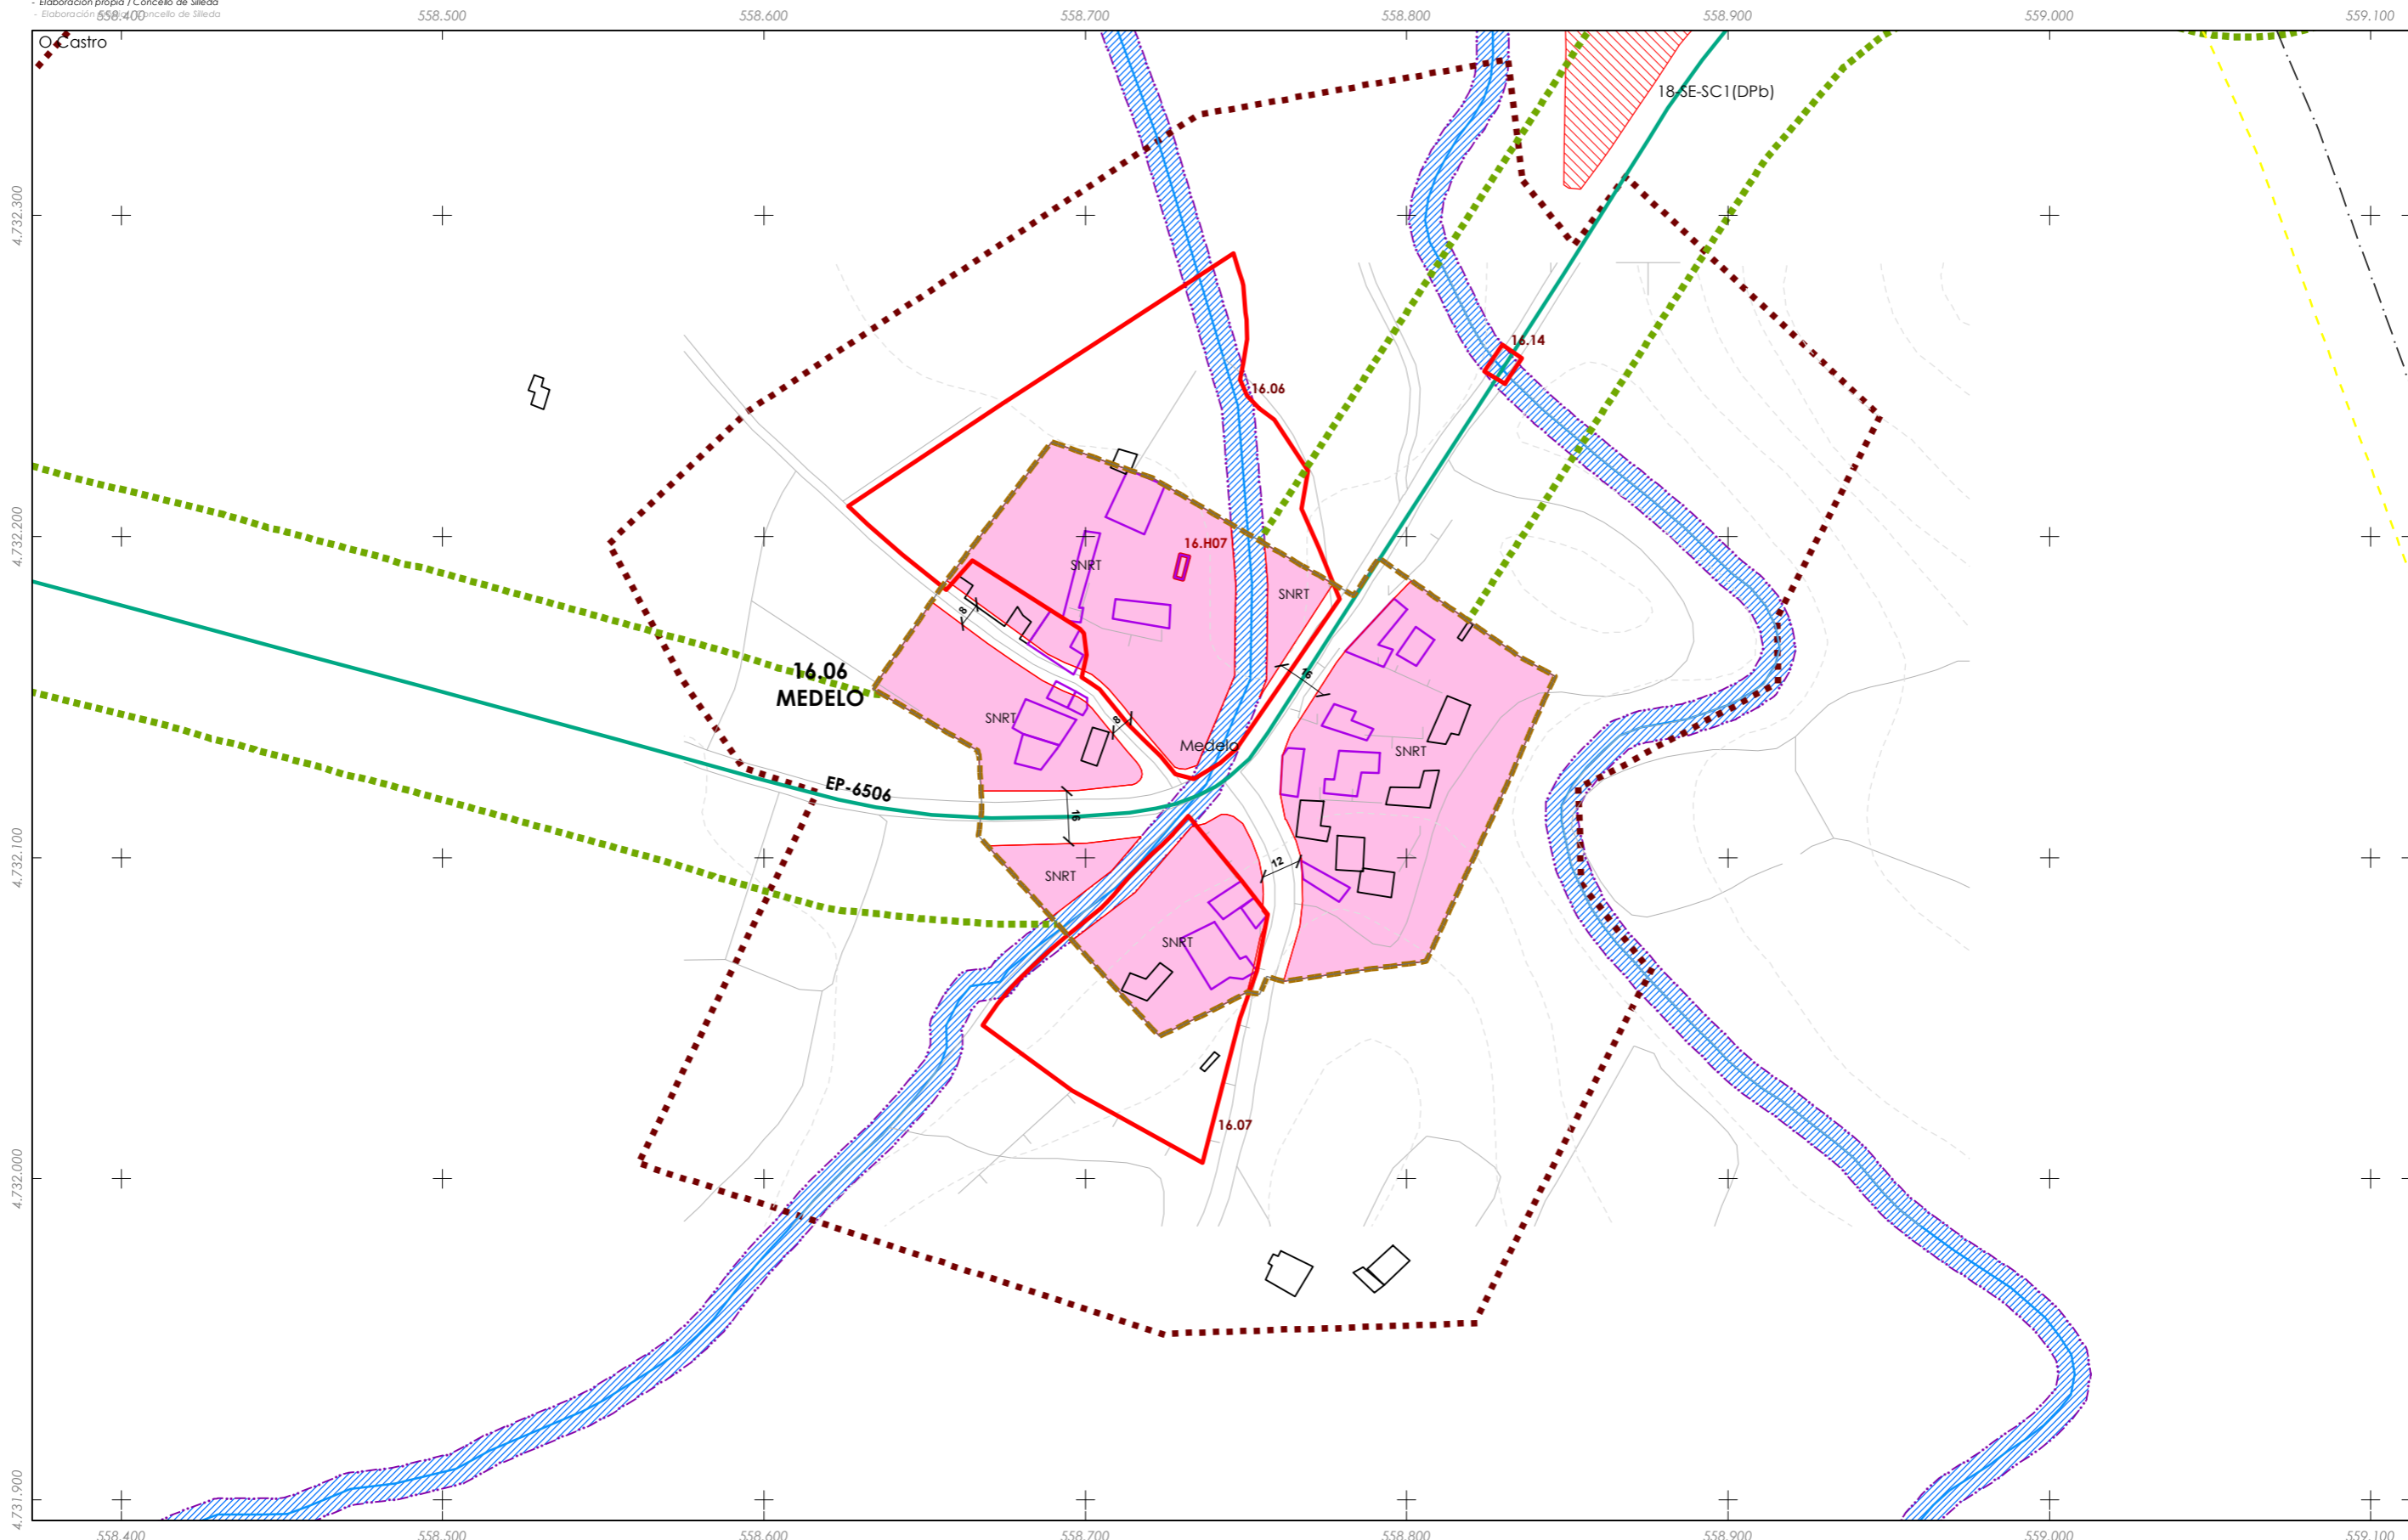 - Elaboración propia / Concello de Silleda
558.400 558.500 558.600 558.700 558.800 558.900 559.000 559.100
O Castro
18-SE-SC1(DPb)
4.732.300
16.14
16.06
4.732.200
16.H07
SNRT
SNRT
8
16.06
MEDELO
16
SNRT
8
Medelo
SNRT
EP-6506
16
4.732.100
12
SNRT
SNRT
16.07
4.732.000
4.731.900
558.400 558.500 558.600 558.700 558.800 558.900 559.000 559.100